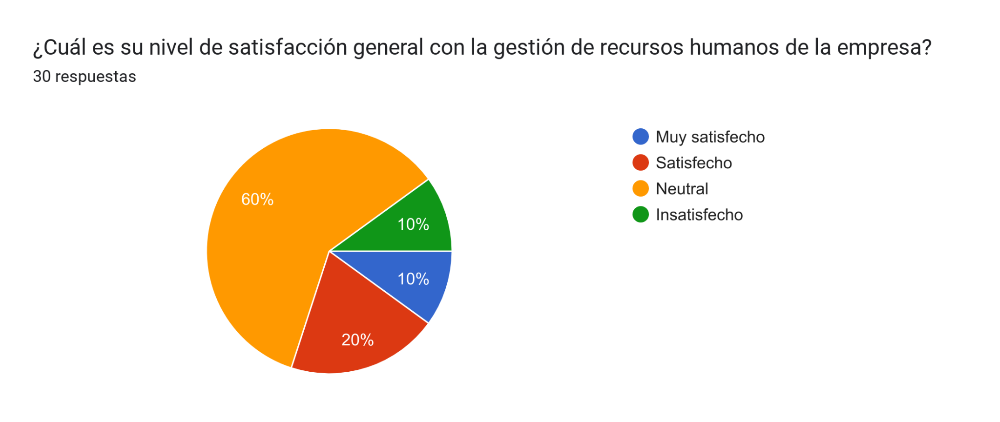 ¿Cuál es su nivel de satisfacción general con la gestión de recursos humanos de la empresa?
30 respuestas
Muy satisfecho
Satisfecho
Neutral
Insatisfecho
60%
10%
10%
20%